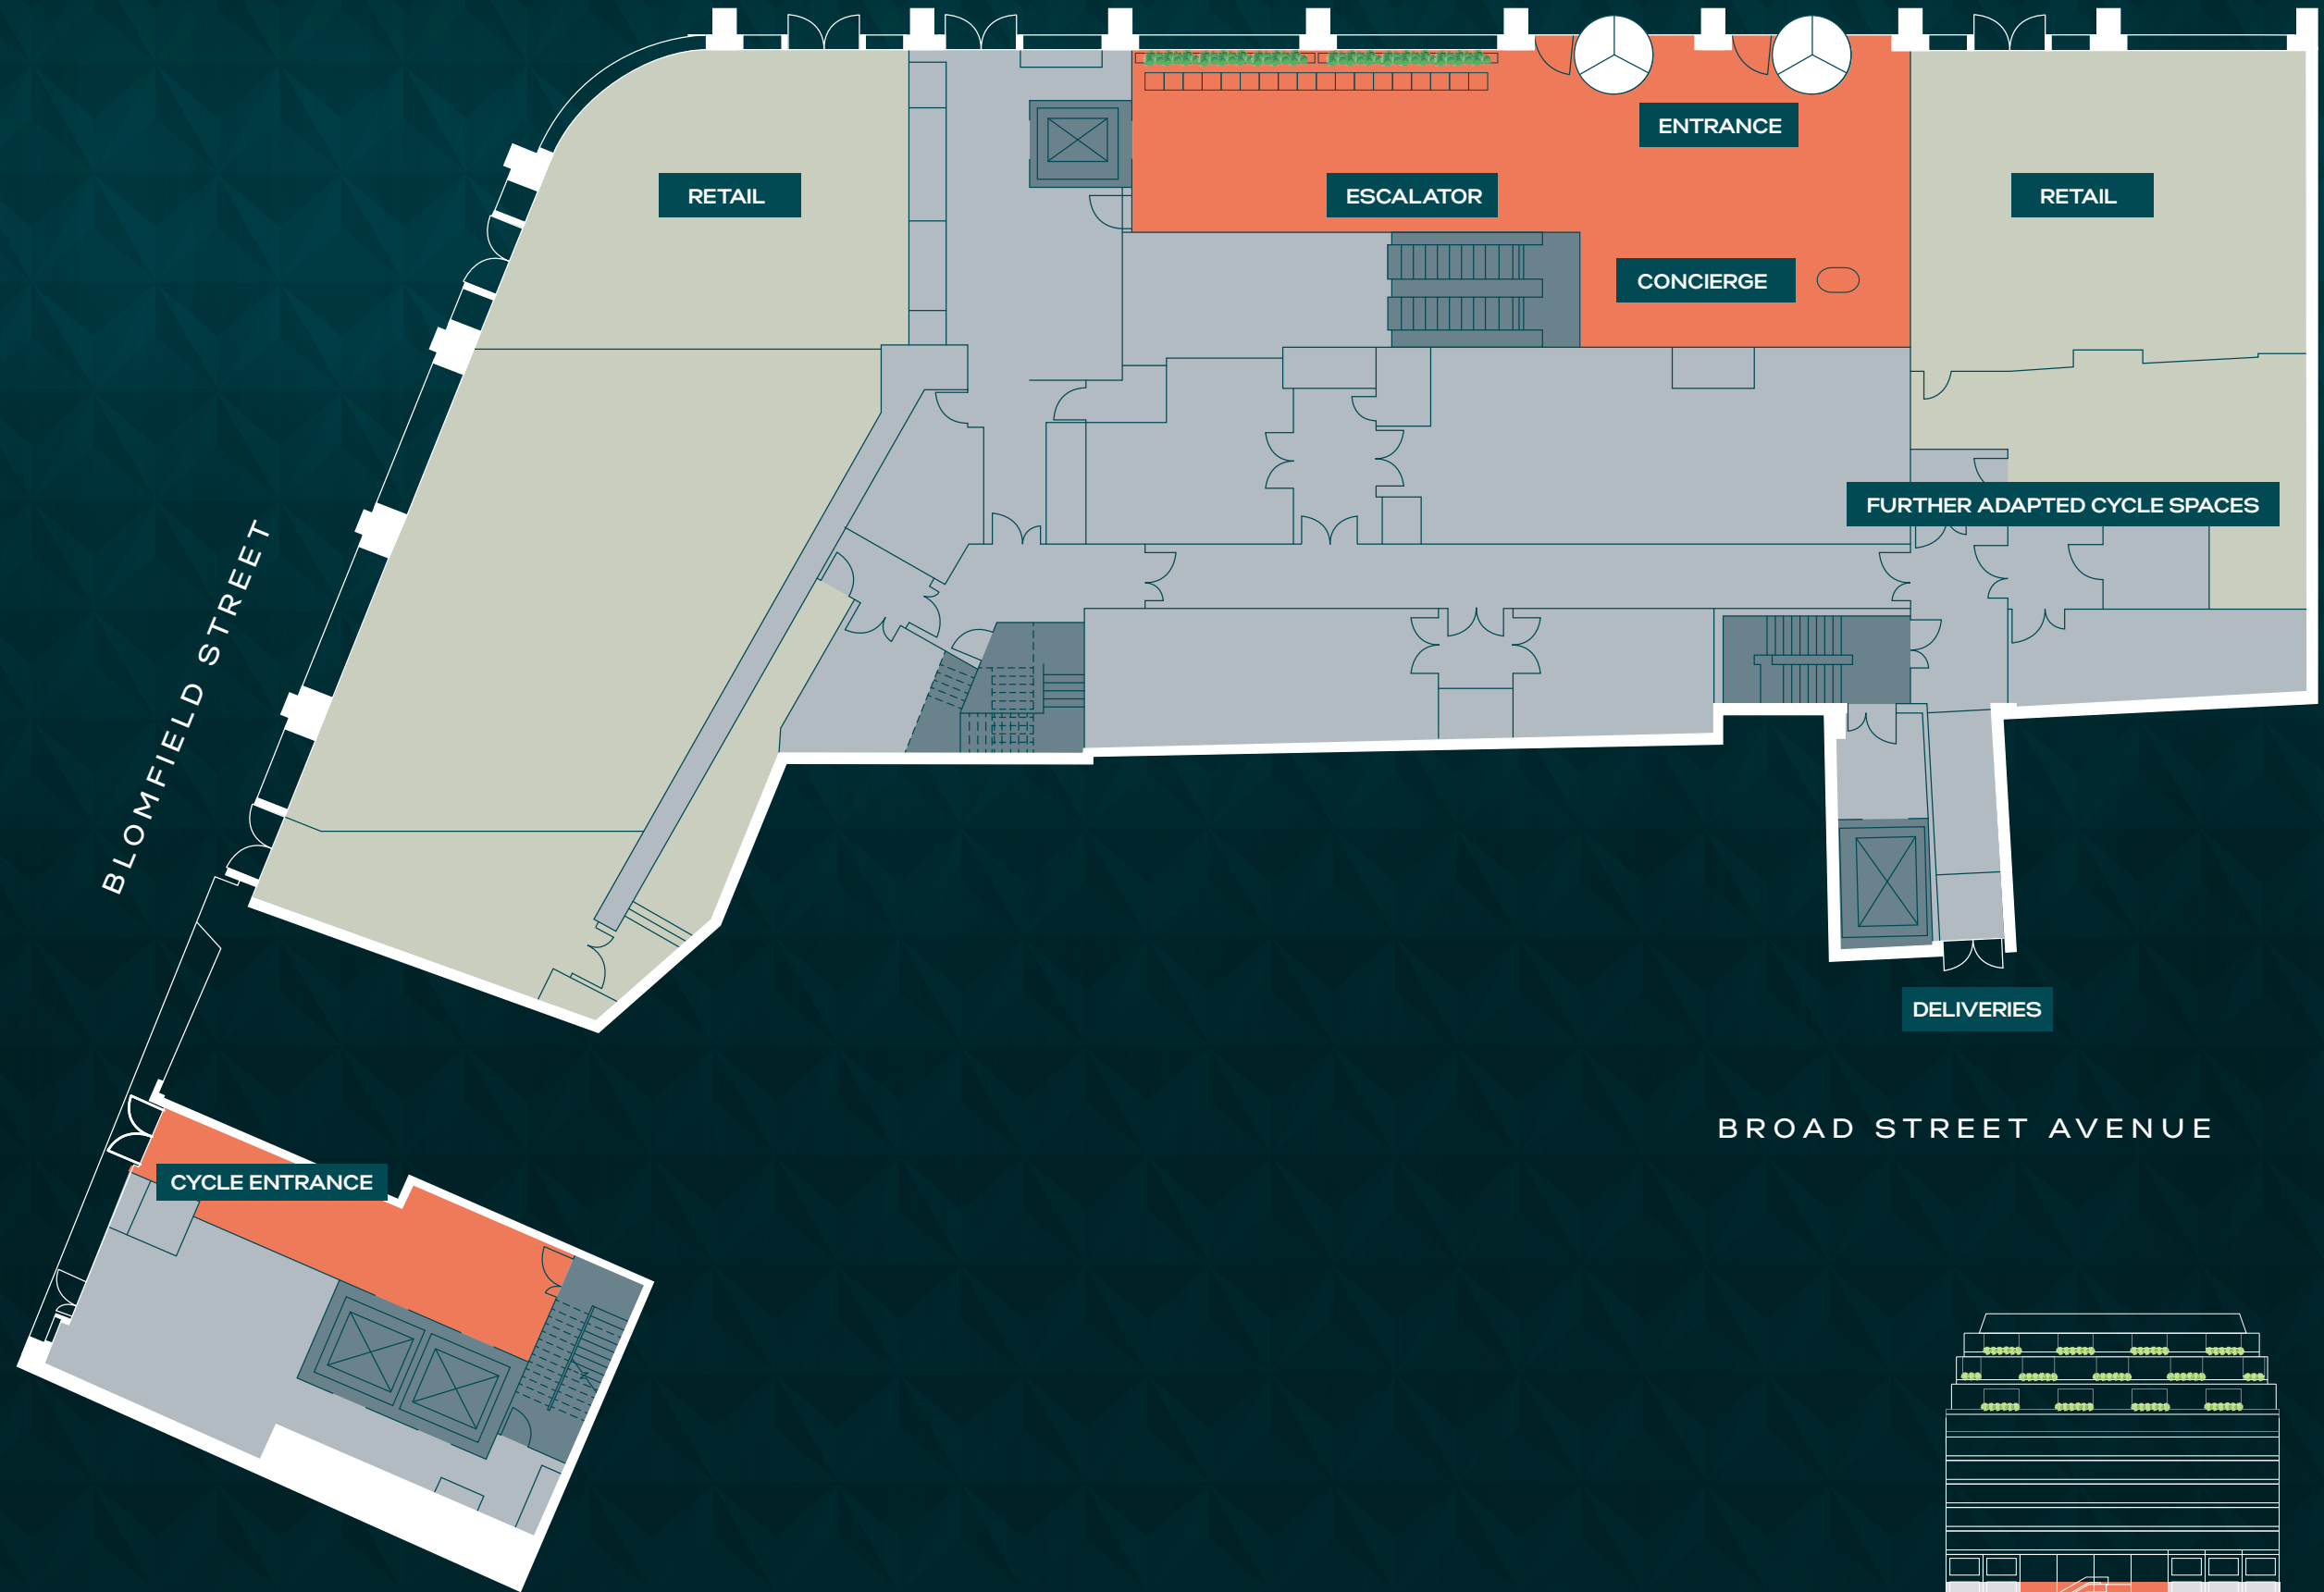 ENTRANCE
RETAIL
ESCALATOR
RETAIL
CONCIERGE
FURTHER ADAPTED CYCLE SPACES
BLOMFIELD STREET
DELIVERIES
BROAD STREET AVENUE
CYCLE ENTRANCE